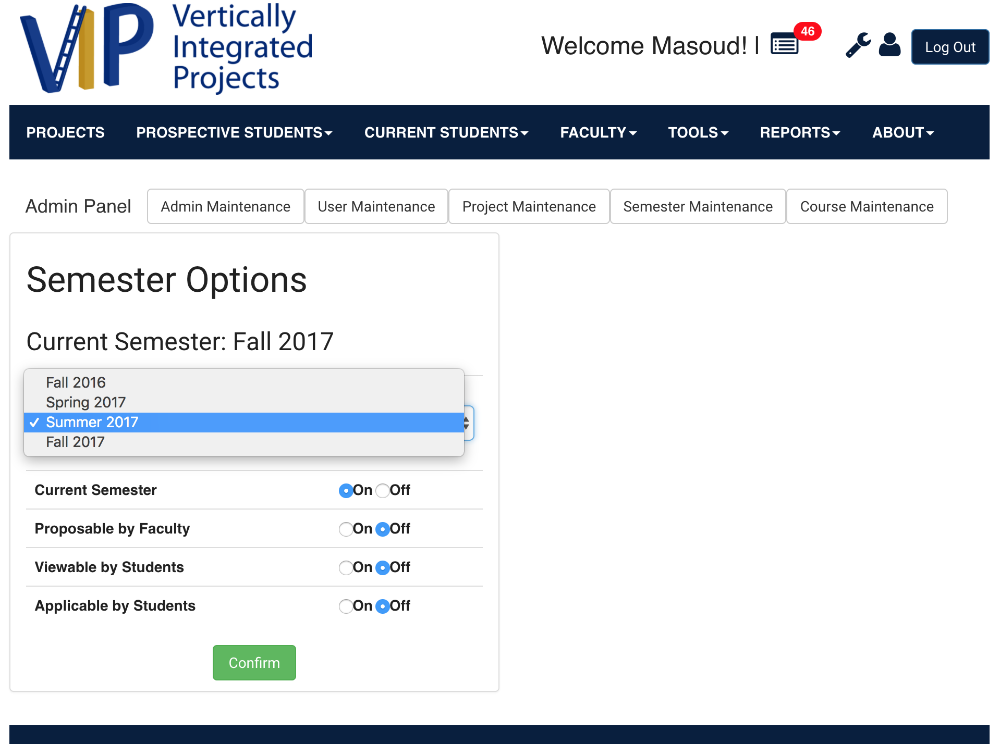 VIP Vertically
Integrated
Projects
Welcome Masoud! | 46 Log Out
PROJECTS PROSPECTIVE STUDENTS CURRENT STUDENTS FACULTY TOOLS REPORTS ABOUT
Admin Panel Admin Maintenance User Maintenance Project Maintenance Semester Maintenance Course Maintenance
Semester Options
Current Semester: Fall 2017
Fall 2016
Spring 2017
✓ Summer 2017
Fall 2017
Current Semester On Off
Proposable by Faculty On Off
Viewable by Students On Off
Applicable by Students On Off
Confirm